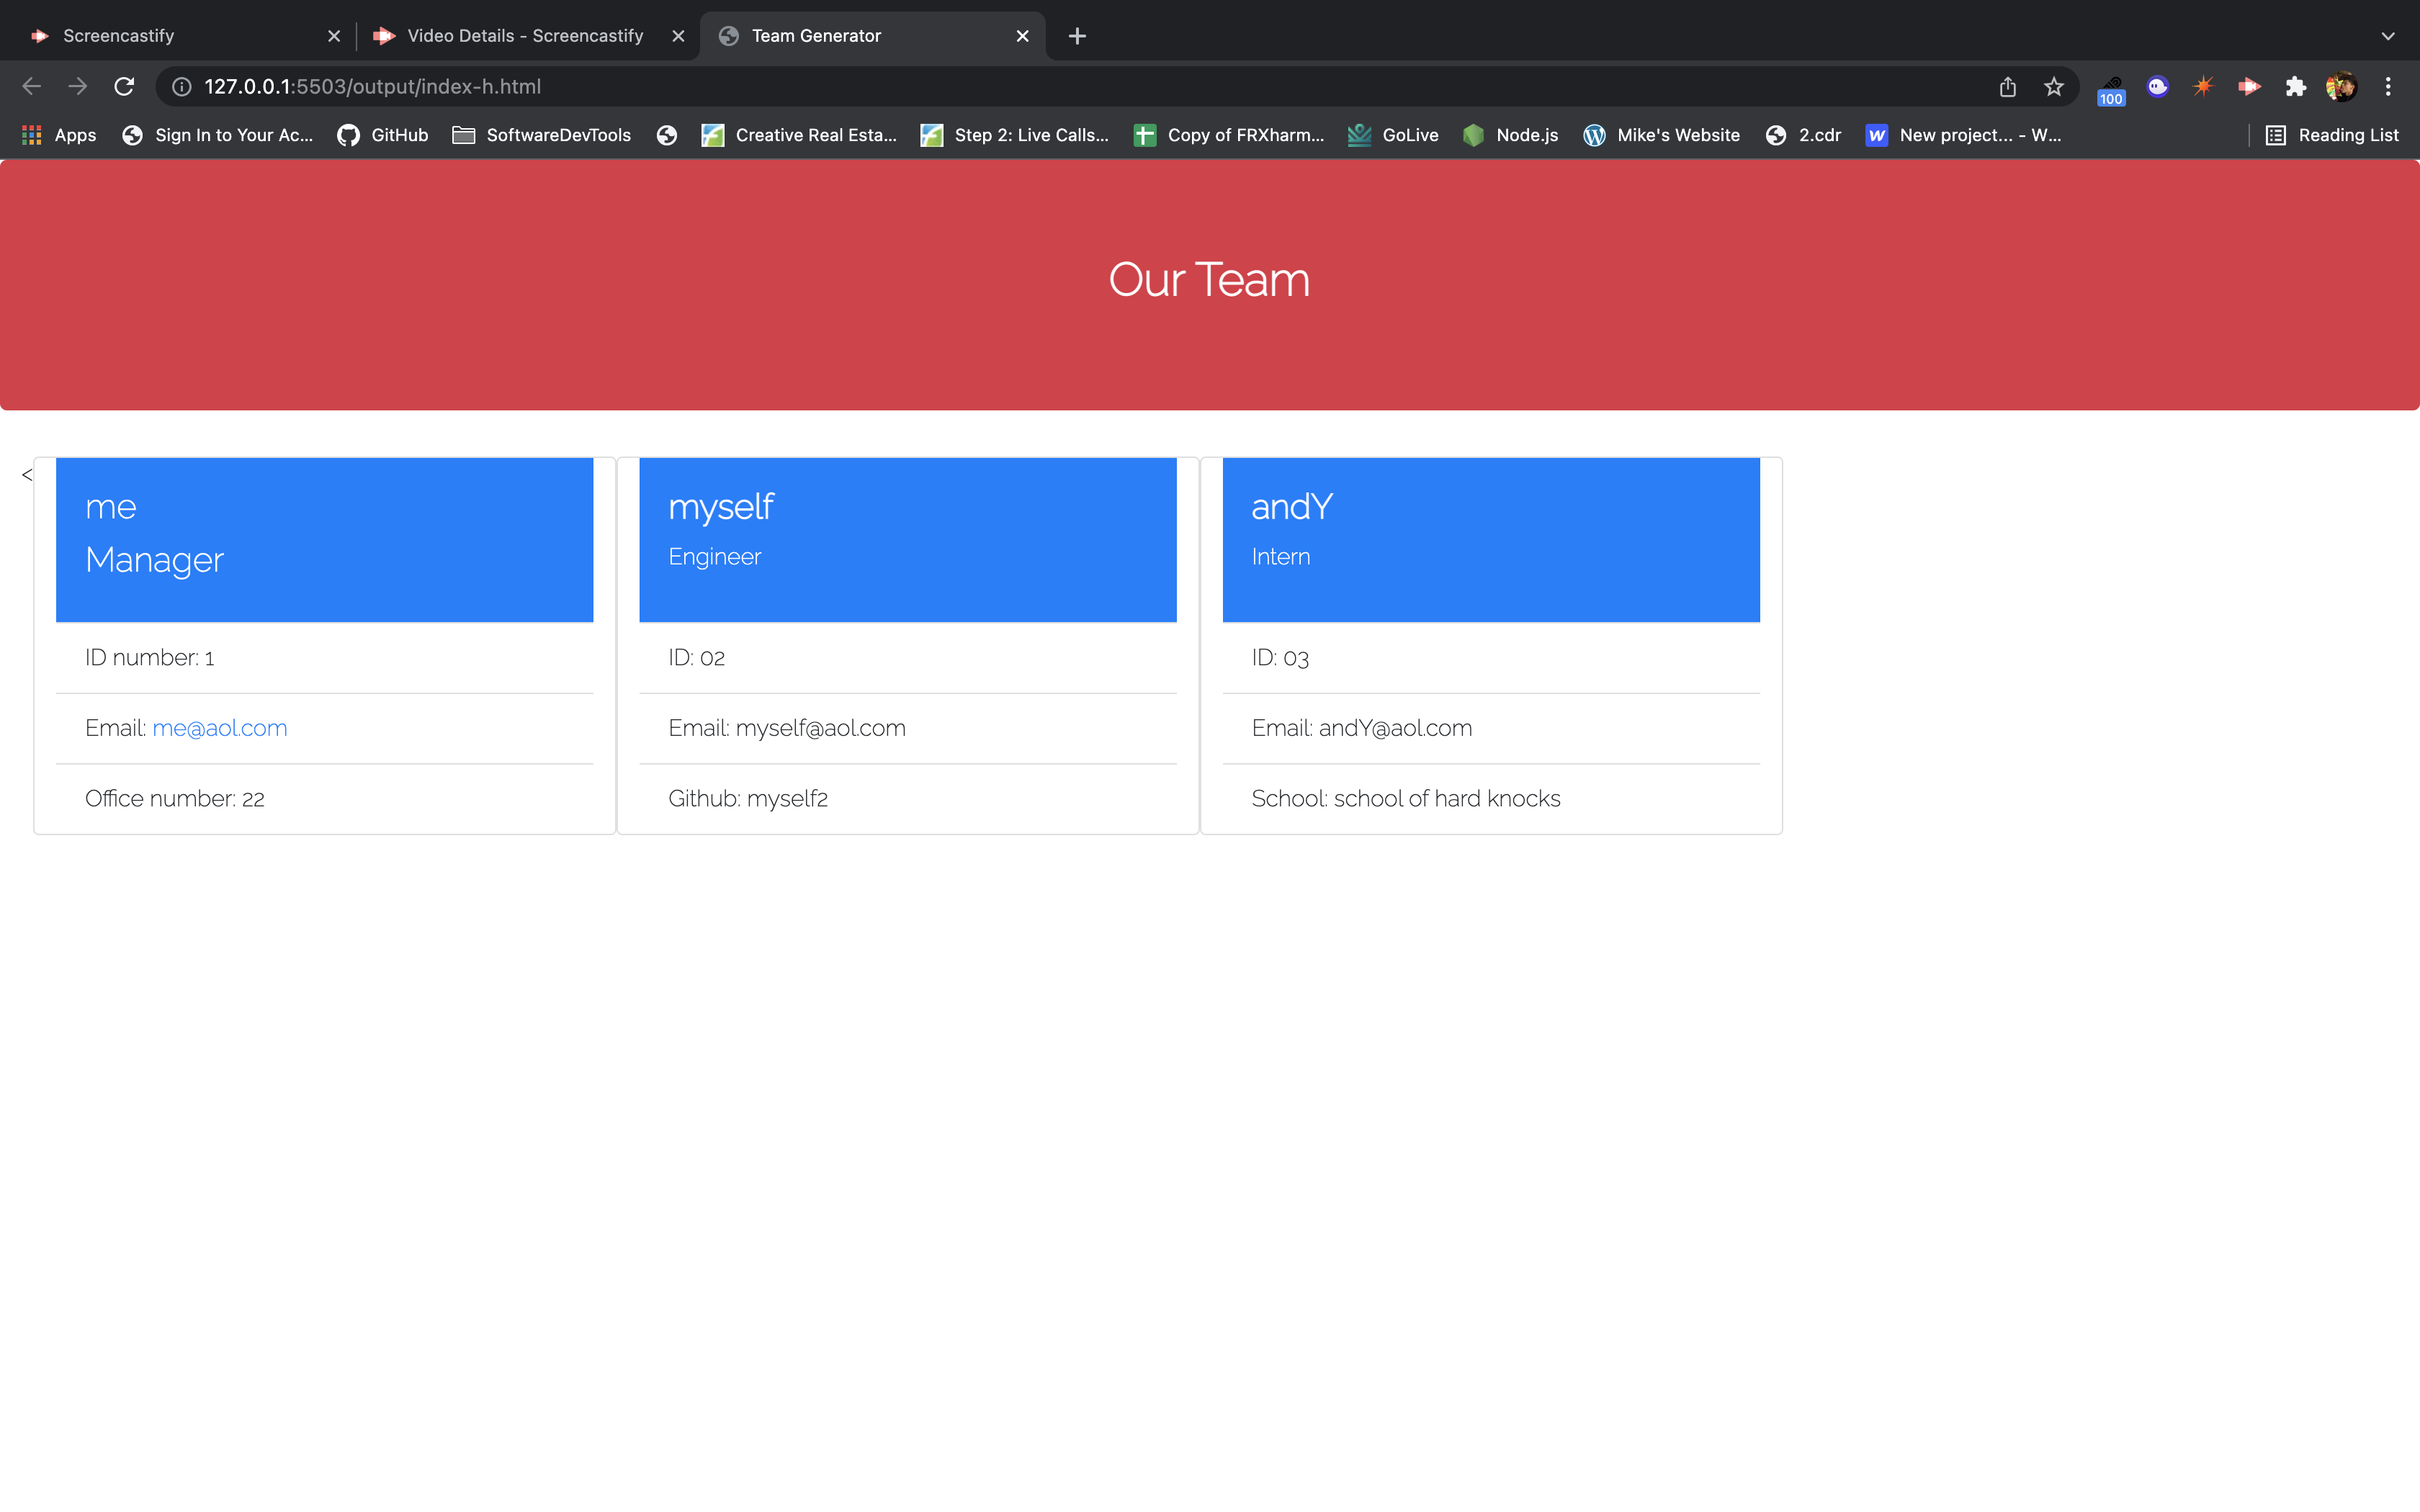 Screencastify
Video Details - Screencastify
Team Generator
127.0.0.1:5503/output/index-h.html
100
Apps
Sign In to Your Ac...
GitHub
SoftwareDevTools
Creative Real Esta...
Step 2: Live Calls...
Copy of FRXharm...
GoLive
Node.js
Mike's Website
2.cdr
New project... - W...
Reading List
Our Team
<
me
Manager
ID number: 1
Email: me@aol.com
Office number: 22
myself
Engineer
ID: 02
Email: myself@aol.com
Github: myself2
andY
Intern
ID: 03
Email: andY@aol.com
School: school of hard knocks